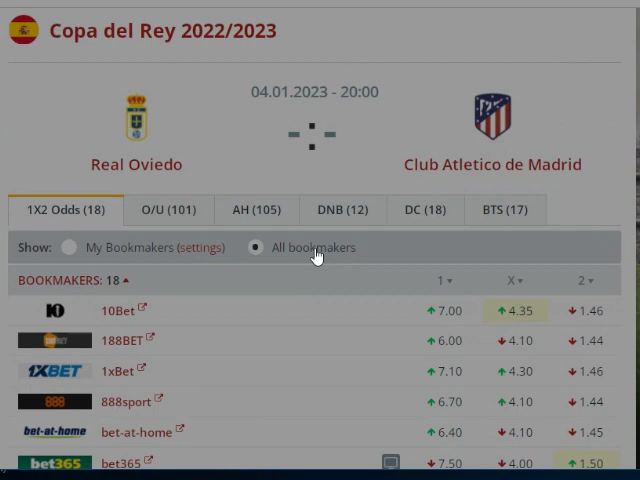 Copa del Rey 2022/2023
04.01.2023 - 20:00
- : -
Real Oviedo
Club Atletico de Madrid
1X2 Odds (18) O/U (101) AH (105) DNB (12) DC (18) BTS (17)
Show: My Bookmakers (settings) All bookmakers
BOOKMAKERS: 18 1 X 2
10 10Bet 7.00 4.35 1.46
188BET 188BET 6.00 4.10 1.44
1XBET 1xBet 7.10 4.30 1.46
888 888sport 6.70 4.10 1.44
bet-at-home bet-at-home 6.40 4.10 1.45
bet365 bet365 7.50 4.00 1.50